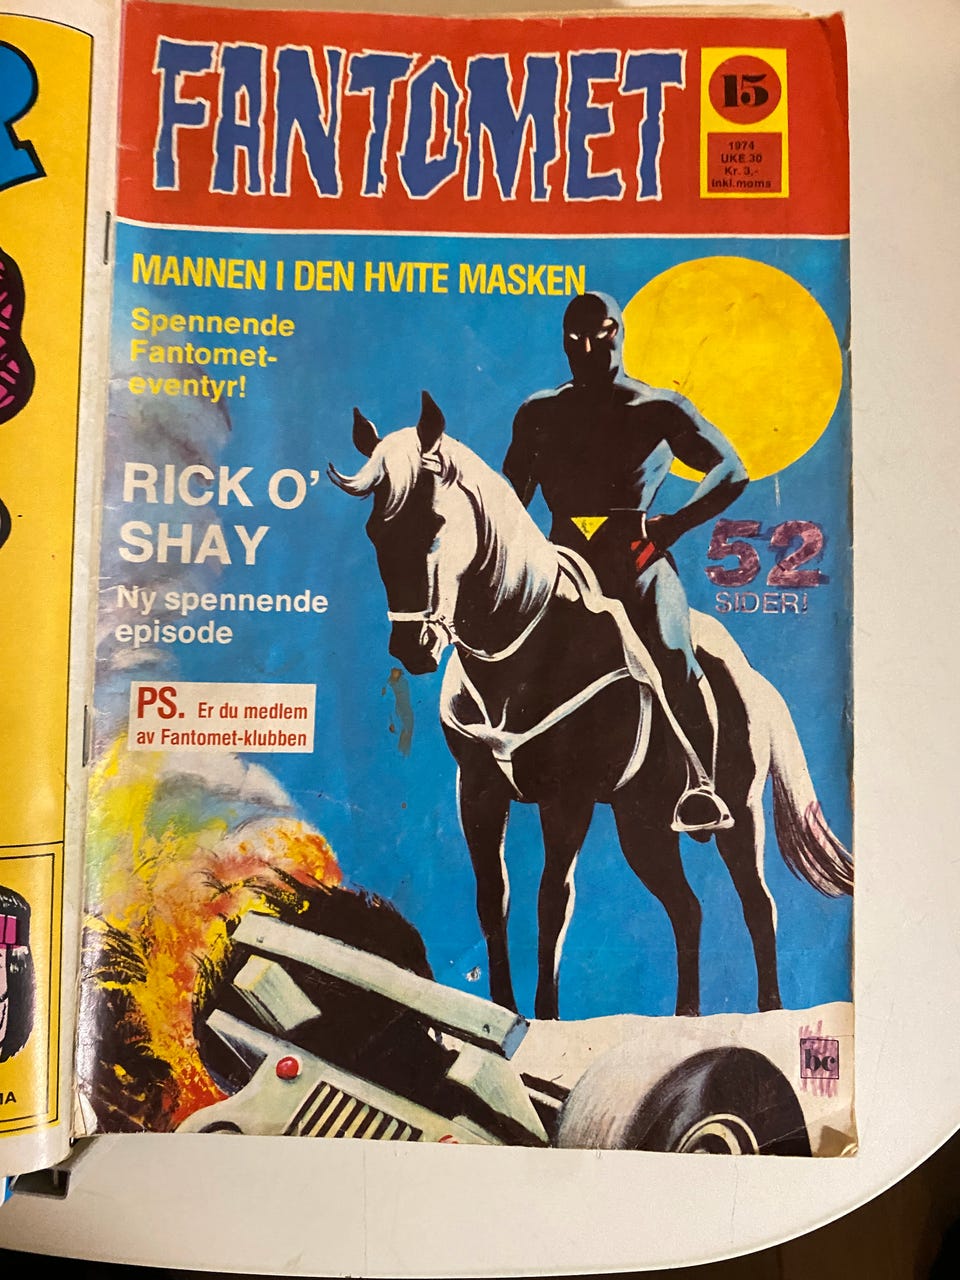 FANTOMET
15
1974
UKE 30
Kr. 3,-
Inkl.moms
MANNEN I DEN HVITE MASKEN
Spennende
Fantomet-
eventyr!
RICK O'
SHAY
Ny spennende
episode
52
SIDER!
PS. Er du medlem
av Fantomet-klubben
bc